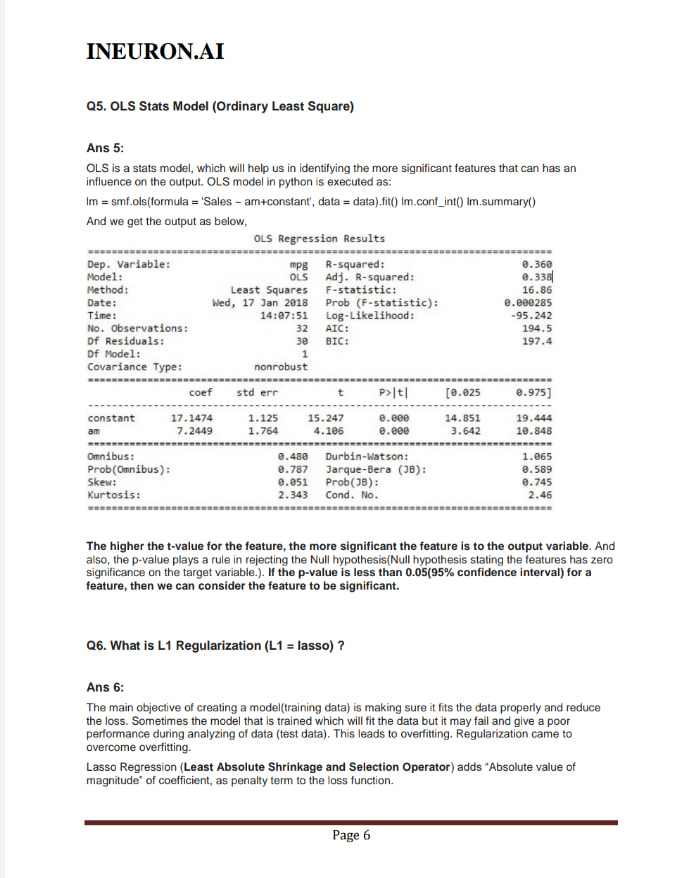 INEURON.AI
Q5. OLS Stats Model (Ordinary Least Square)
Ans 5:
OLS is a stats model, which will help us in identifying the more significant features that can has an
influence on the output. OLS model in python is executed as:
lm = smf.ols(formula = 'Sales ~ am+constant', data = data).fit() lm.conf_int() lm.summary()
And we get the output as below,
OLS Regression Results
Dep. Variable: mpg R-squared: 0.360
Model: OLS Adj. R-squared: 0.338
Method: Least Squares F-statistic: 16.86
Date: Wed, 17 Jan 2018 Prob (F-statistic): 0.000285
Time: 14:07:51 Log-Likelihood: -95.242
No. Observations: 32 AIC: 194.5
Df Residuals: 30 BIC: 197.4
Df Model: 1
Covariance Type: nonrobust
coef std err t P>|t| [0.025 0.975]
constant 17.1474 1.125 15.247 0.000 14.851 19.444
am 7.2449 1.764 4.106 0.000 3.642 10.848
Omnibus: 0.480 Durbin-Watson: 1.065
Prob(Omnibus): 0.787 Jarque-Bera (JB): 0.589
Skew: 0.051 Prob(JB): 0.745
Kurtosis: 2.343 Cond. No. 2.46
The higher the t-value for the feature, the more significant the feature is to the output variable. And
also, the p-value plays a rule in rejecting the Null hypothesis(Null hypothesis stating the features has zero
significance on the target variable.). If the p-value is less than 0.05(95% confidence interval) for a
feature, then we can consider the feature to be significant.
Q6. What is L1 Regularization (L1 = lasso) ?
Ans 6:
The main objective of creating a model(training data) is making sure it fits the data properly and reduce
the loss. Sometimes the model that is trained which will fit the data but it may fail and give a poor
performance during analyzing of data (test data). This leads to overfitting. Regularization came to
overcome overfitting.
Lasso Regression (Least Absolute Shrinkage and Selection Operator) adds "Absolute value of
magnitude" of coefficient, as penalty term to the loss function.
Page 6